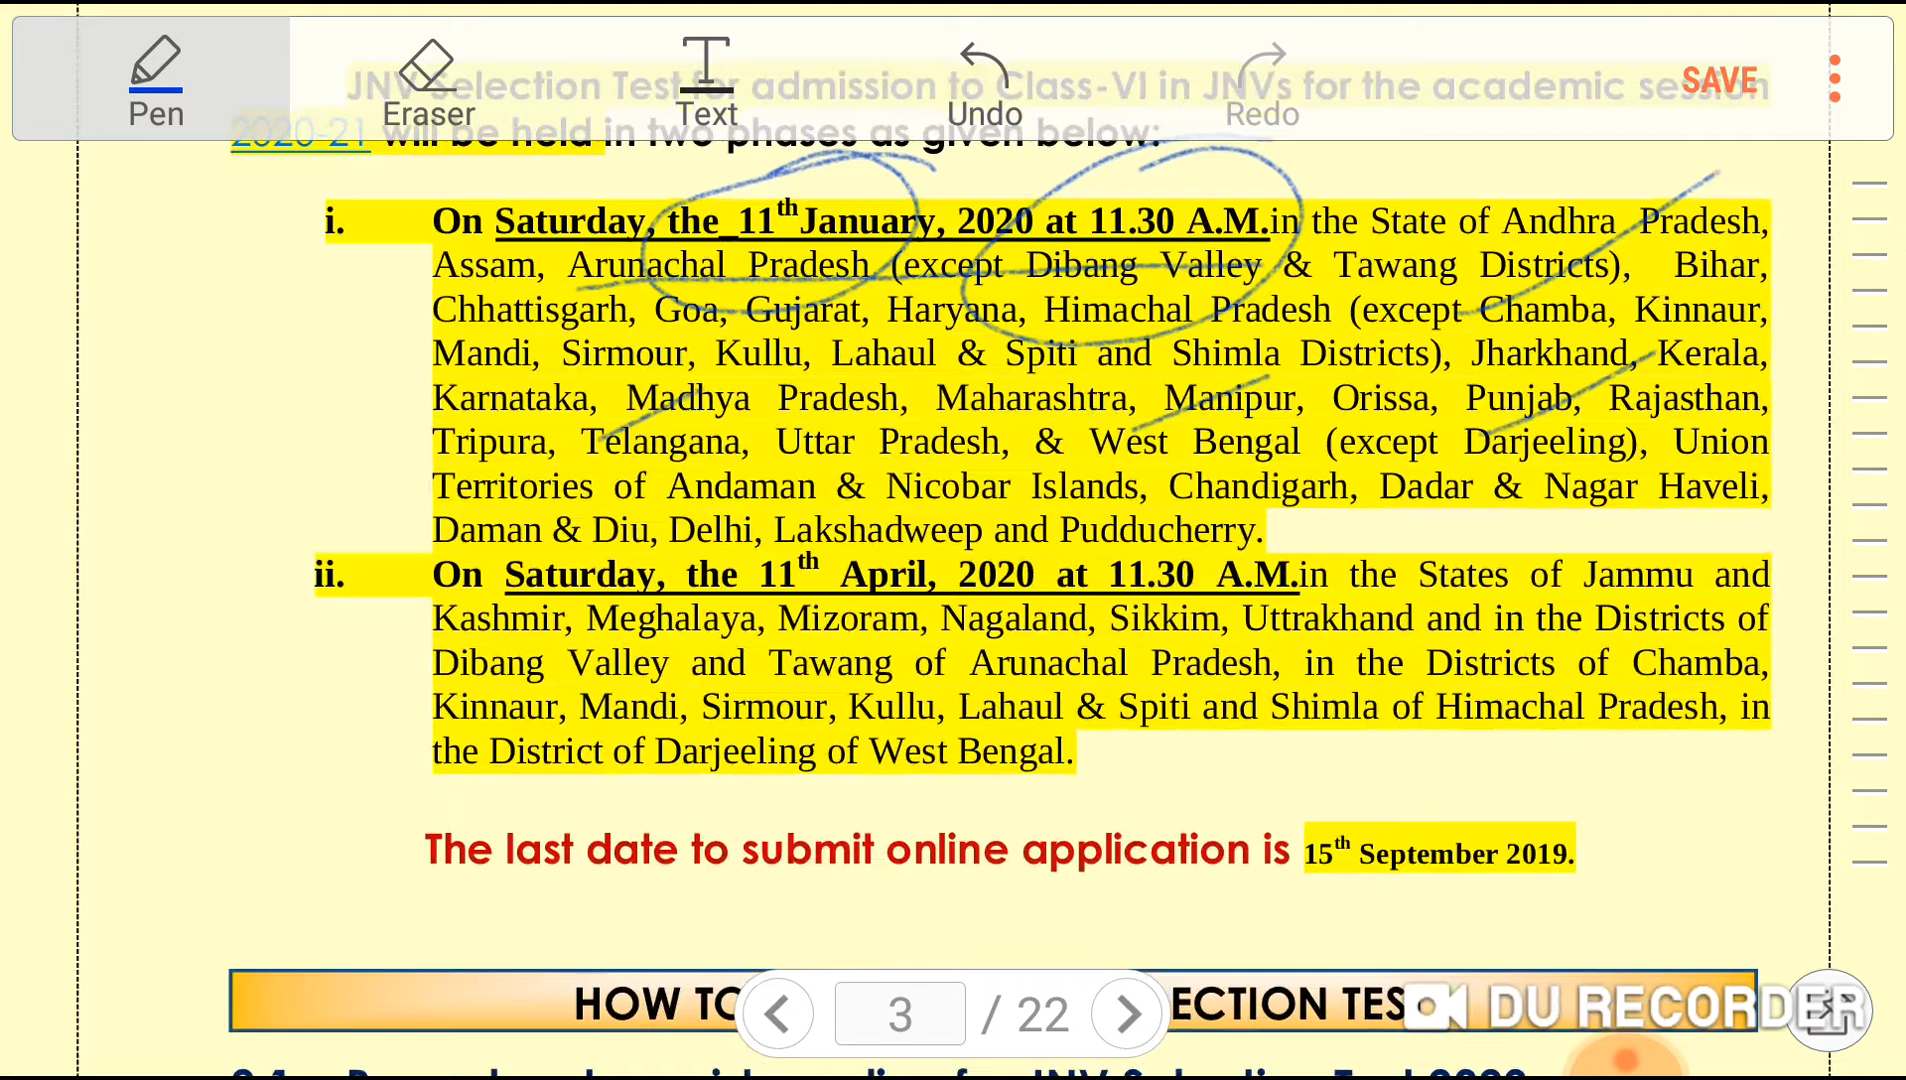 Pen
Eraser
Text
Undo
Redo
SAVE
JNV Selection Test for admission to Class-VI in JNVs for the academic session
2020-21 will be held in two phases as given below:
i. On Saturday, the_11th January, 2020 at 11.30 A.M.in the State of Andhra Pradesh,
Assam, Arunachal Pradesh (except Dibang Valley & Tawang Districts), Bihar,
Chhattisgarh, Goa, Gujarat, Haryana, Himachal Pradesh (except Chamba, Kinnaur,
Mandi, Sirmour, Kullu, Lahaul & Spiti and Shimla Districts), Jharkhand, Kerala,
Karnataka, Madhya Pradesh, Maharashtra, Manipur, Orissa, Punjab, Rajasthan,
Tripura, Telangana, Uttar Pradesh, & West Bengal (except Darjeeling), Union
Territories of Andaman & Nicobar Islands, Chandigarh, Dadar & Nagar Haveli,
Daman & Diu, Delhi, Lakshadweep and Pudducherry.
ii. On Saturday, the 11th April, 2020 at 11.30 A.M.in the States of Jammu and
Kashmir, Meghalaya, Mizoram, Nagaland, Sikkim, Uttrakhand and in the Districts of
Dibang Valley and Tawang of Arunachal Pradesh, in the Districts of Chamba,
Kinnaur, Mandi, Sirmour, Kullu, Lahaul & Spiti and Shimla of Himachal Pradesh, in
the District of Darjeeling of West Bengal.
The last date to submit online application is 15th September 2019.
HOW TO
ECTION TES
3 / 22
DU RECORDER